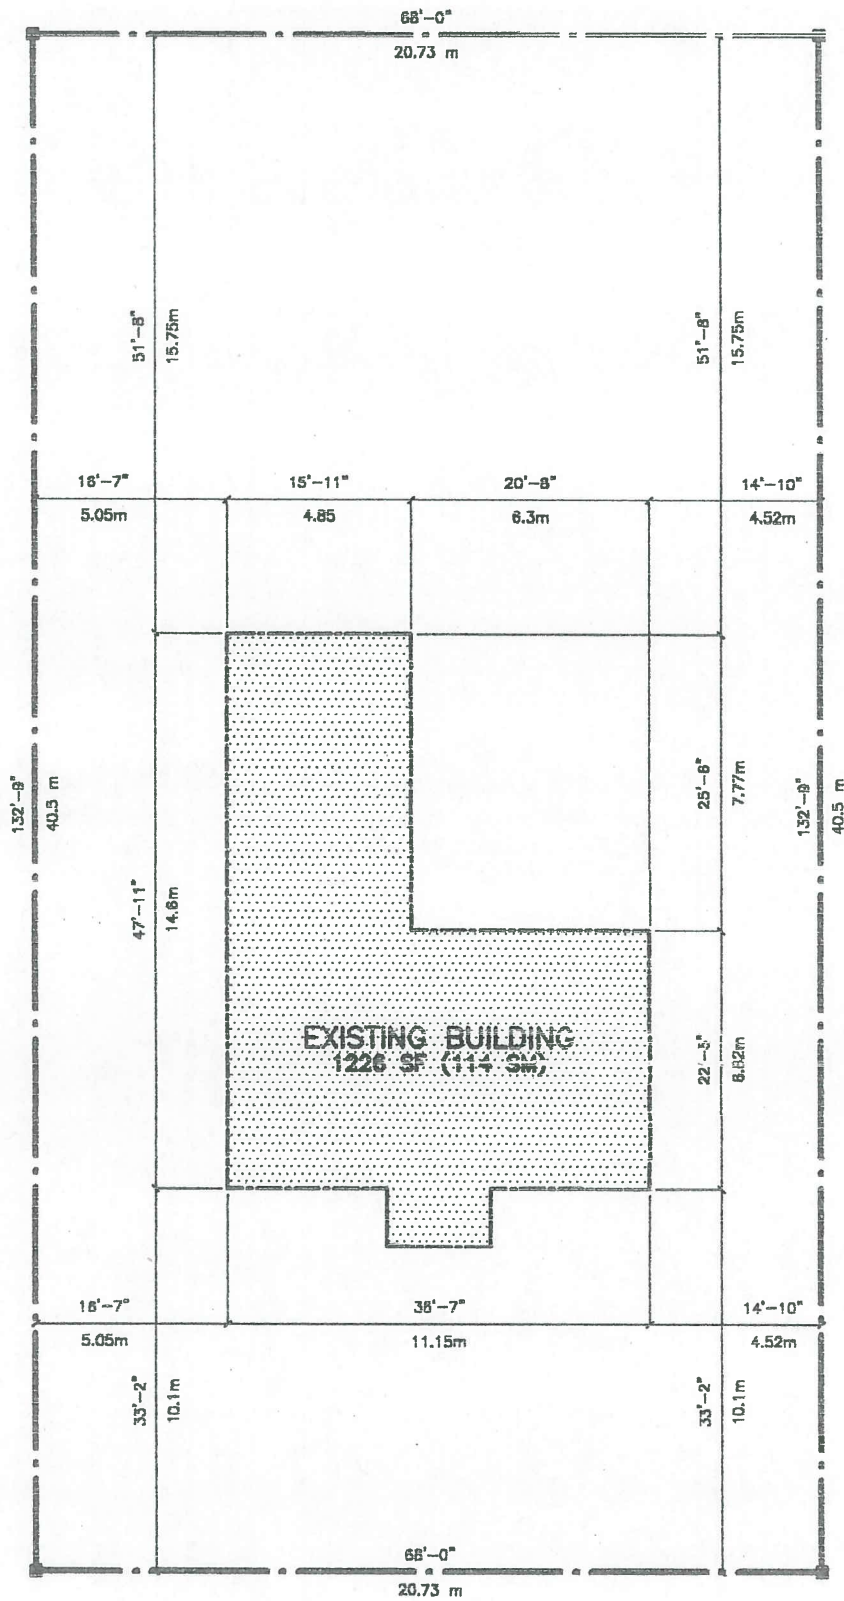 68'-0"
20.73 m
51'-8"
15.75m
51'-8"
15.75m
16'-7"
15'-11"
20'-8"
14'-10"
5.05m
4.85
6.3m
4.52m
132'-9"
40.5 m
47'-11"
14.6m
25'-6"
7.77m
132'-9"
40.5 m
EXISTING BUILDING
1226 SF (114 SM)
22'-5"
6.82m
16'-7"
36'-7"
14'-10"
5.05m
11.15m
4.52m
33'-2"
10.1m
33'-2"
10.1m
68'-0"
20.73 m